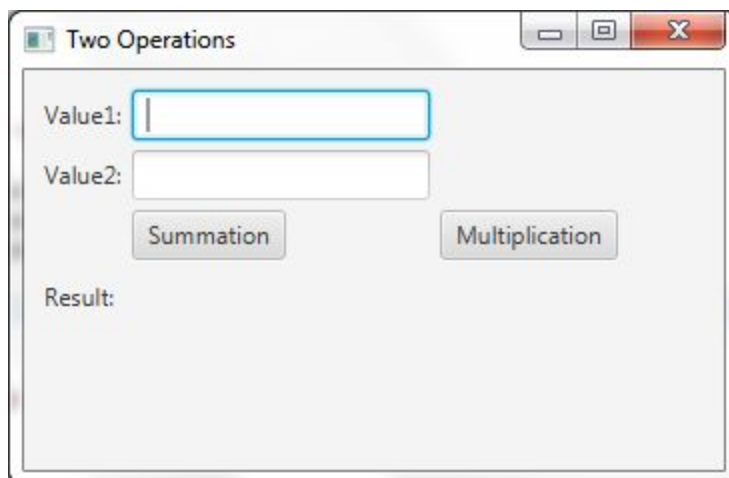 Two Operations
Value1:
Value2:
Summation Multiplication
Result: